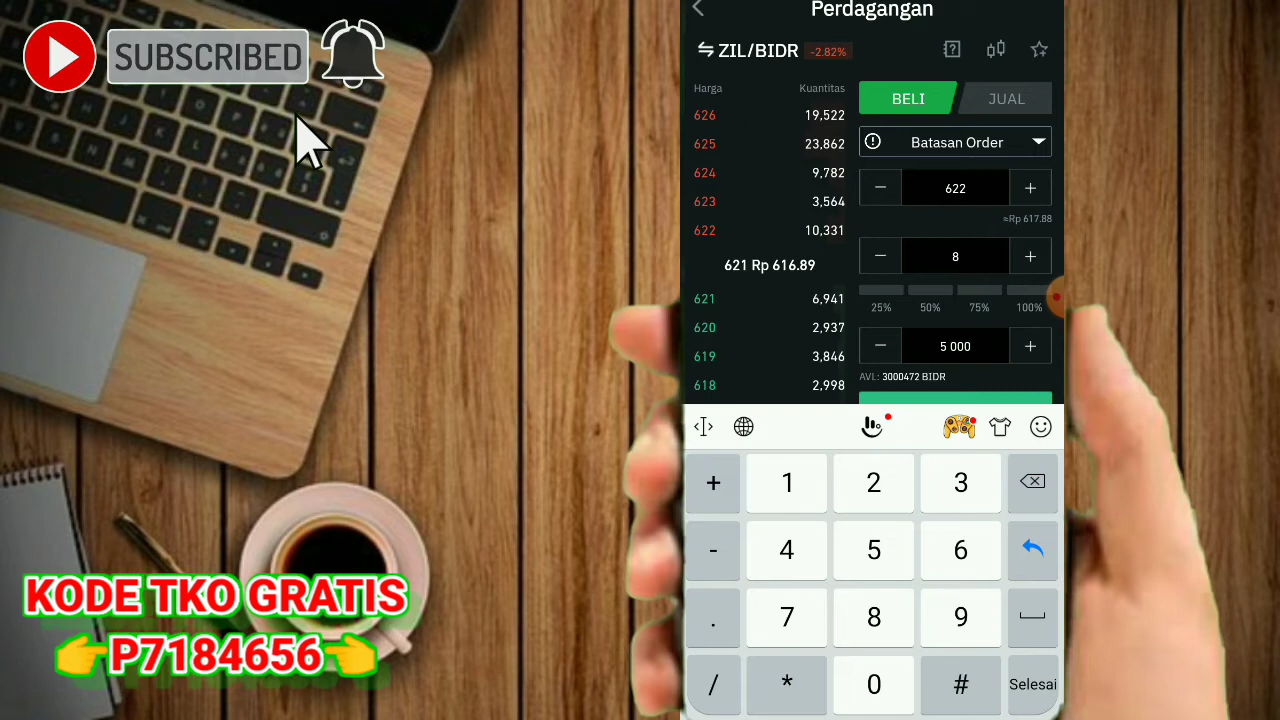 SUBSCRIBED
KODE TKO GRATIS
👉P7184656👈
Perdagangan
ZIL/BIDR -2.82%
Harga Kuantitas
626 19,522
625 23,862
624 9,782
623 3,564
622 10,331
621 Rp 616.89
621 6,941
620 2,937
619 3,846
618 2,998
BELI JUAL
Batasan Order
− 622 +
≈Rp 617.88
− 8 +
25% 50% 75% 100%
− 5 000 +
AVL: 3000472 BIDR
+ 1 2 3
- 4 5 6
. 7 8 9
/ * 0 # Selesai